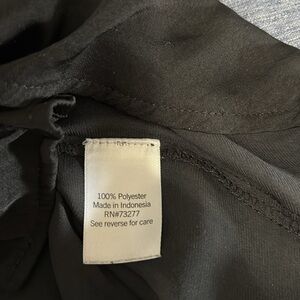 100% Polyester
Made in Indonesia
RN#73277
See reverse for care